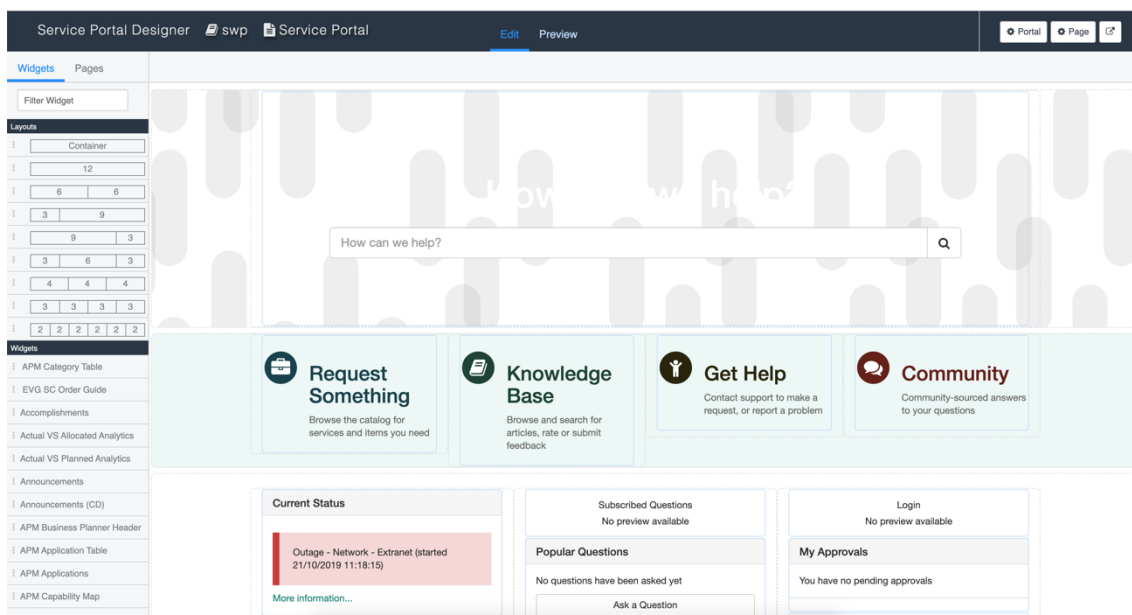 Service Portal Designer swp Service Portal Edit Preview Portal Page
Widgets Pages
Filter Widget
Layouts
Container
12
6 6
3 9
9 3
3 6 3
4 4 4
3 3 3 3
2 2 2 2 2 2
Widgets
APM Category Table
EVG SC Order Guide
Accomplishments
Actual VS Allocated Analytics
Actual VS Planned Analytics
Announcements
Announcements (CD)
APM Business Planner Header
APM Application Table
APM Applications
APM Capability Map
How can we help?
How can we help?
Request
Something
Browse the catalog for
services and items you need
Knowledge
Base
Browse and search for
articles, rate or submit
feedback
Get Help
Contact support to make a
request, or report a problem
Community
Community-sourced answers
to your questions
Current Status
Outage - Network - Extranet (started
21/10/2019 11:18:15)
More information...
Subscribed Questions
No preview available
Popular Questions
No questions have been asked yet
Ask a Question
Login
No preview available
My Approvals
You have no pending approvals